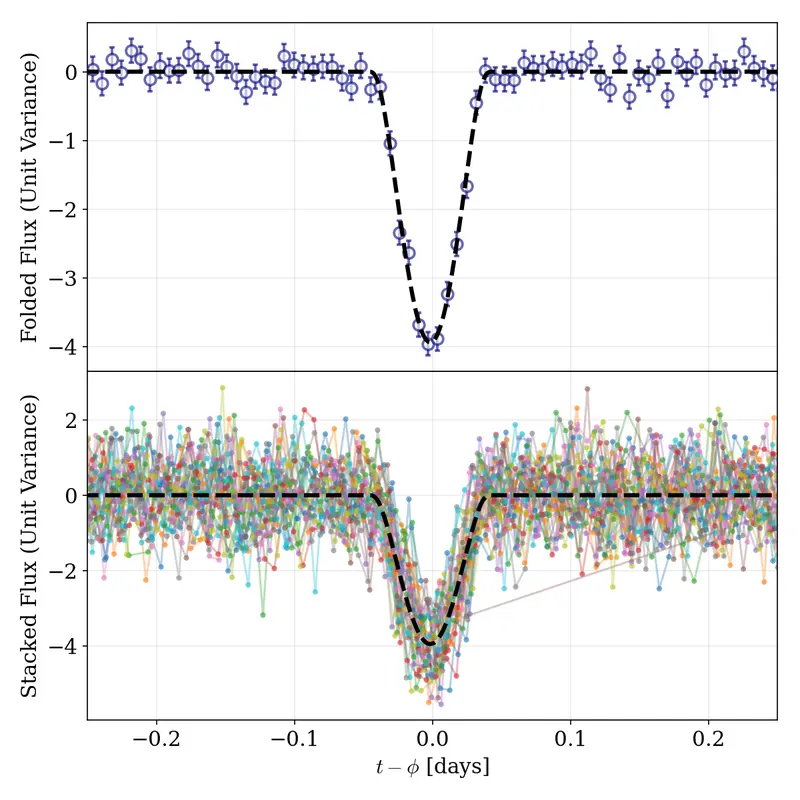 Folded Flux (Unit Variance)
0
−1
−2
−3
−4
Stacked Flux (Unit Variance)
2
0
−2
−4
−0.2 −0.1 0.0 0.1 0.2
t − ϕ [days]